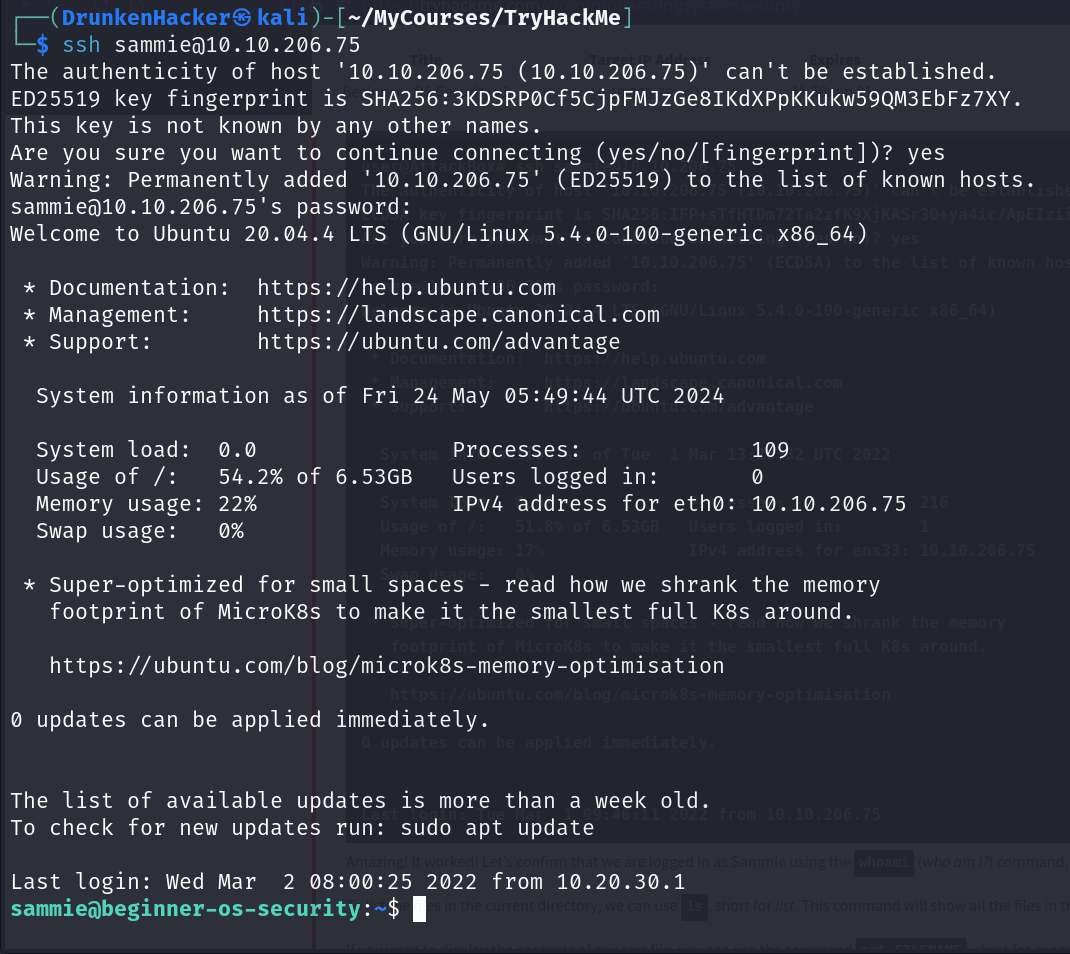 ┌──(DrunkenHacker㉿kali)-[~/MyCourses/TryHackMe]
└─$ ssh sammie@10.10.206.75
The authenticity of host '10.10.206.75 (10.10.206.75)' can't be established.
ED25519 key fingerprint is SHA256:3KDSRP0Cf5CjpFMJzGe8IKdXPpKKukw59QM3EbFz7XY.
This key is not known by any other names.
Are you sure you want to continue connecting (yes/no/[fingerprint])? yes
Warning: Permanently added '10.10.206.75' (ED25519) to the list of known hosts.
sammie@10.10.206.75's password:
Welcome to Ubuntu 20.04.4 LTS (GNU/Linux 5.4.0-100-generic x86_64)
 * Documentation:  https://help.ubuntu.com
 * Management:     https://landscape.canonical.com
 * Support:        https://ubuntu.com/advantage
  System information as of Fri 24 May 05:49:44 UTC 2024
  System load:   0.0               Processes:             109
  Usage of /:   54.2% of 6.53GB   Users logged in:       0
  Memory usage: 22%                IPv4 address for eth0: 10.10.206.75
  Swap usage:   0%
 * Super-optimized for small spaces - read how we shrank the memory
   footprint of MicroK8s to make it the smallest full K8s around.
   https://ubuntu.com/blog/microk8s-memory-optimisation
0 updates can be applied immediately.
The list of available updates is more than a week old.
To check for new updates run: sudo apt update
Last login: Wed Mar  2 08:00:25 2022 from 10.20.30.1
sammie@beginner-os-security:~$